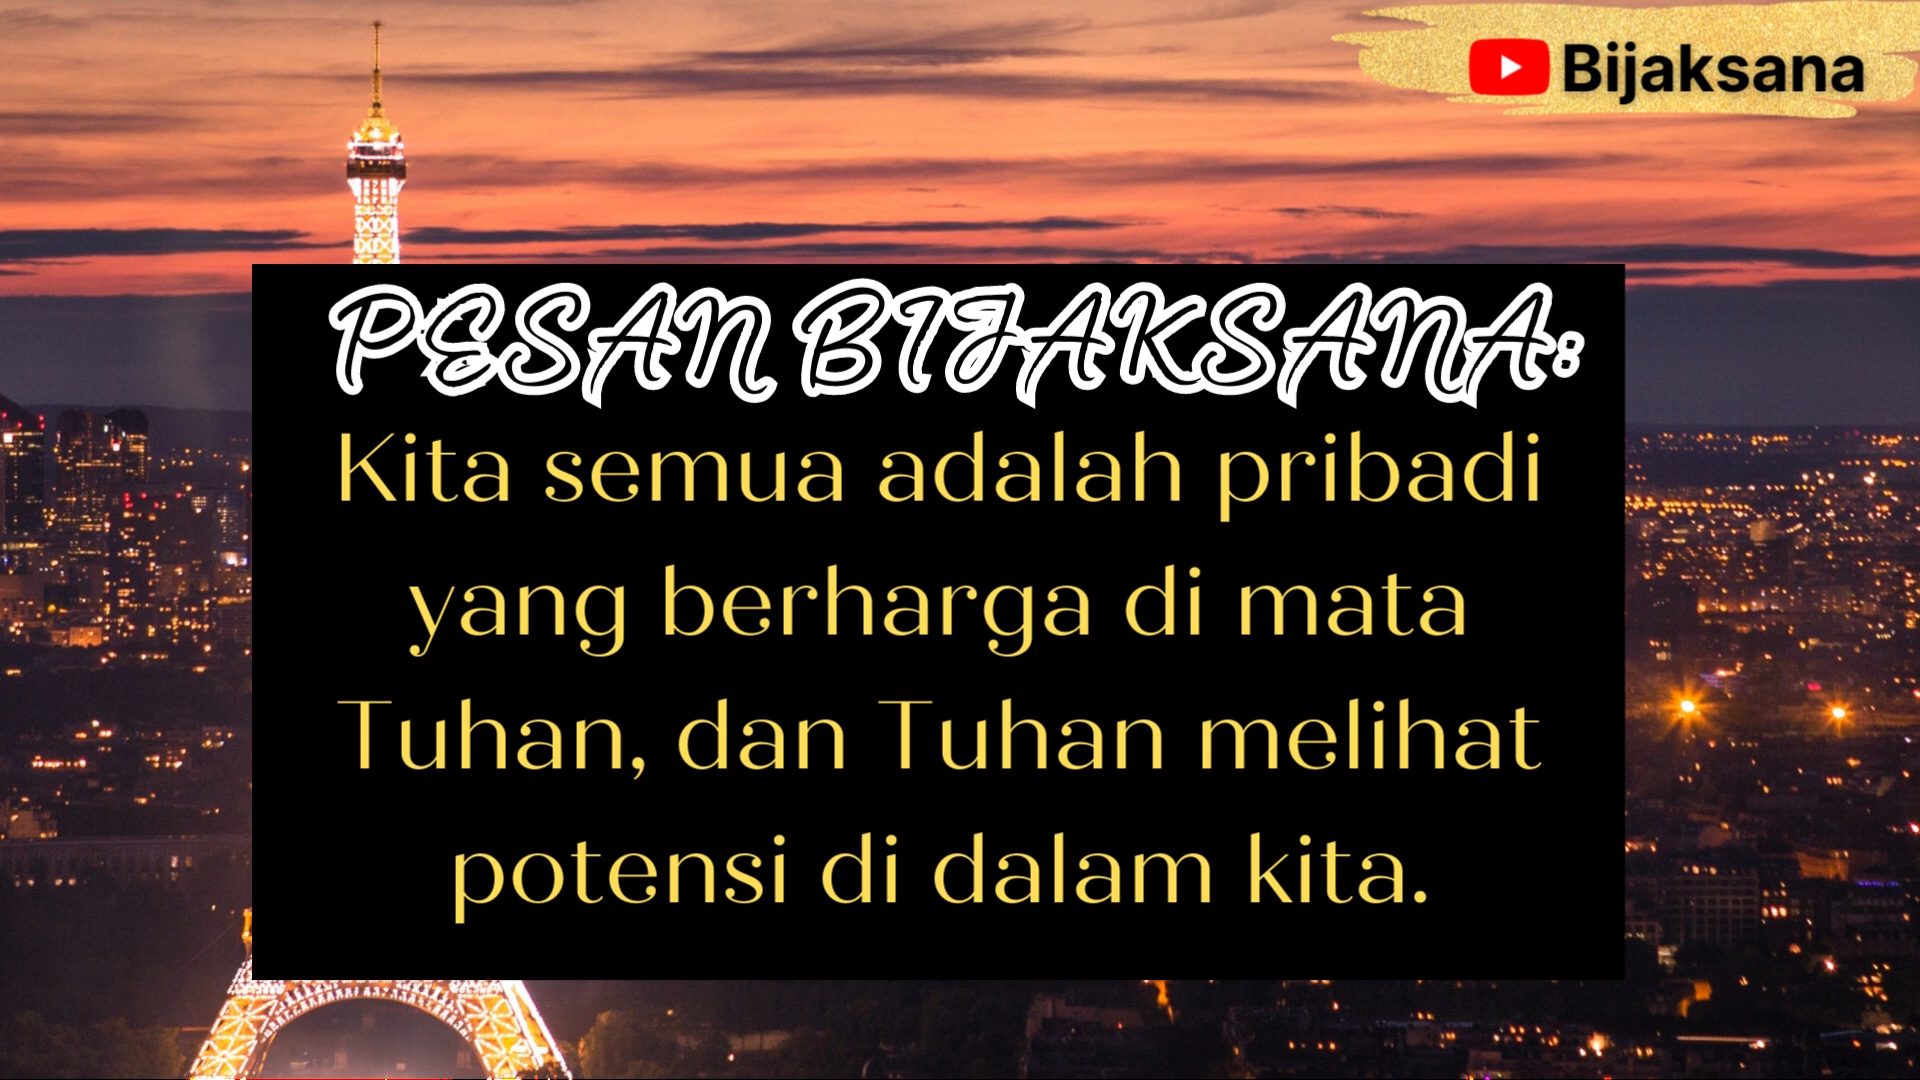 Bijaksana
PESAN BIJAKSANA:
Kita semua adalah pribadi
yang berharga di mata
Tuhan, dan Tuhan melihat
potensi di dalam kita.